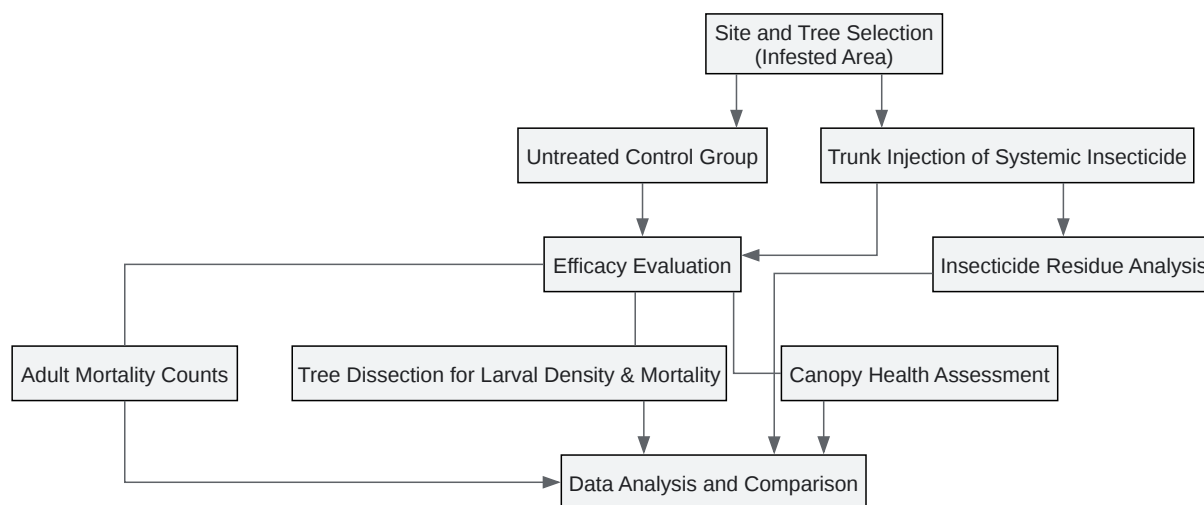 Site and Tree Selection
(Infested Area)
Untreated Control Group
Trunk Injection of Systemic Insecticide
Efficacy Evaluation
Insecticide Residue Analysis
Adult Mortality Counts
Tree Dissection for Larval Density & Mortality
Canopy Health Assessment
Data Analysis and Comparison